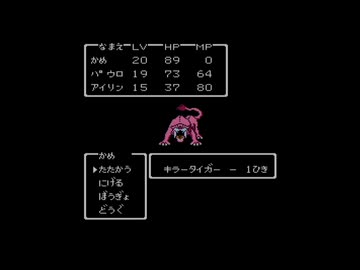 なまえ LV HP MP
かめ 20 89 0
パウロ 19 73 64
アイリン 15 37 80
かめ
▶たたかう
にげる
ぼうぎょ
どうぐ
キラータイガー － 1ひき